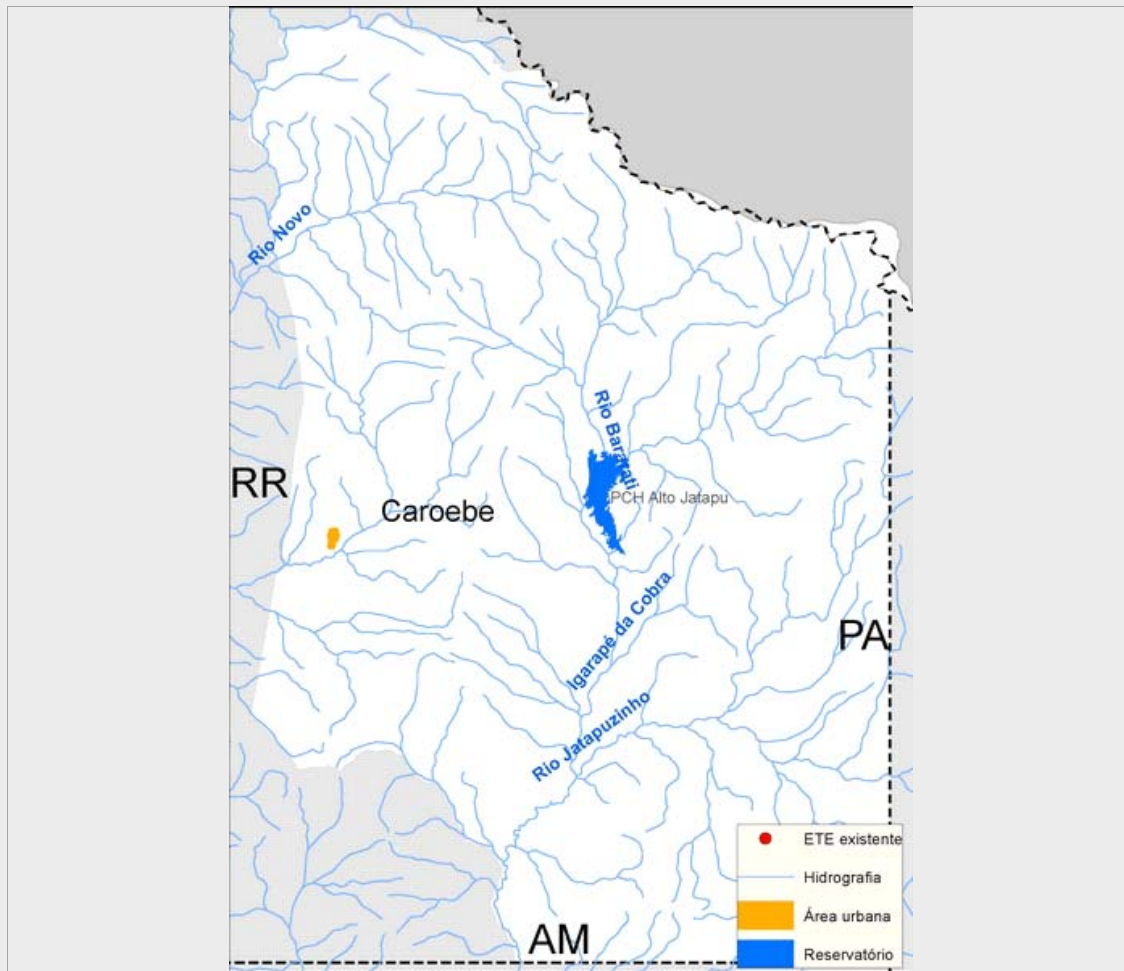 Rio Novo
Rio Baratati
RR
PCH Alto Jatapu
Caroebe
Igarapé da Cobra
PA
Rio Jatapuzinho
ETE existente
Hidrografia
Área urbana
AM
Reservatório